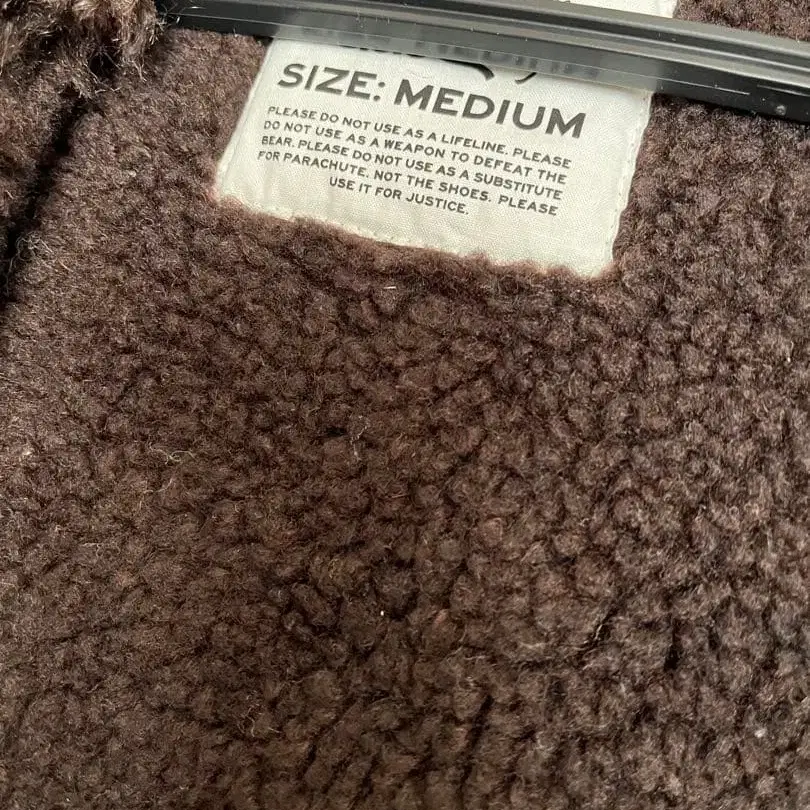 SIZE: MEDIUM
PLEASE DO NOT USE AS A LIFELINE. PLEASE
DO NOT USE AS A WEAPON TO DEFEAT THE
BEAR. PLEASE DO NOT USE AS A SUBSTITUTE
FOR PARACHUTE. NOT THE SHOES. PLEASE
USE IT FOR JUSTICE.